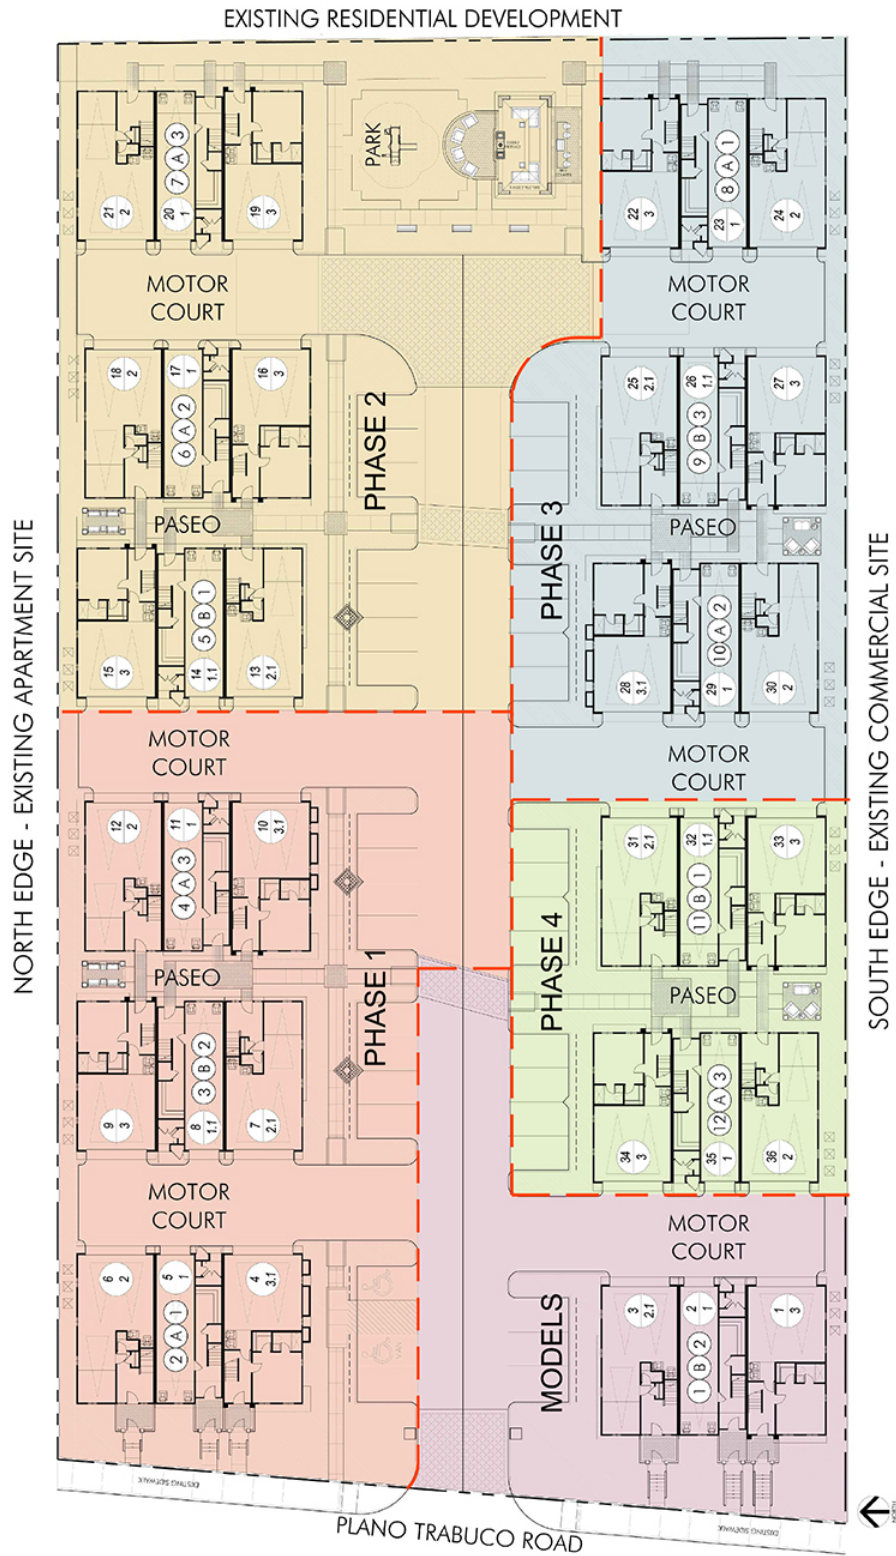 EXISTING RESIDENTIAL DEVELOPMENT
PARK
21
2
20
1
7 A 3
19
3
22
3
23
1
8 A 1
24
2
MOTOR
COURT
MOTOR
COURT
18
2
17
1
6 A 2
16
3
PHASE 2
25
2.1
26
1.1
9 B 3
27
3
PASEO
PASEO
PHASE 3
15
3
14
1.1
5 B 1
13
2.1
28
3.1
29
1
10 A 2
30
2
NORTH EDGE - EXISTING APARTMENT SITE
SOUTH EDGE - EXISTING COMMERCIAL SITE
MOTOR
COURT
MOTOR
COURT
12
2
11
1
4 A 3
10
3.1
31
2.1
32
1.1
11 B 1
33
3
PASEO
PASEO
PHASE 1
PHASE 4
9
3
8
1.1
3 B 2
7
2.1
34
3
35
1
12 A 3
36
2
MOTOR
COURT
MOTOR
COURT
6
2
5
1
2 A 1
4
3.1
VAN
MODELS
3
2.1
2
1
1 B 2
1
3
EXISTING SIDEWALK
PLANO TRABUCO ROAD
EXISTING SIDEWALK
NORTH